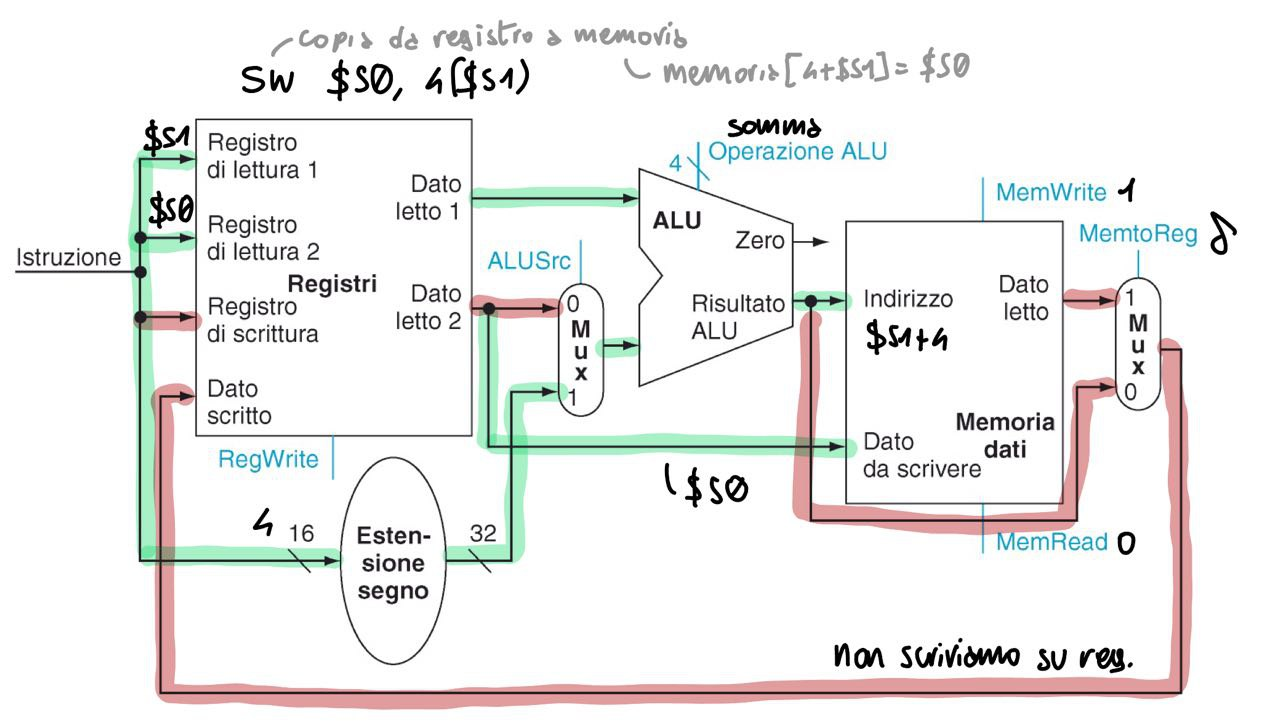 copia da registro a memoria
SW $S0, 4($S1)
memoria[4+$S1] = $S0
$S1
Registro
di lettura 1
$S0
Registro
di lettura 2
Istruzione
Registri
Registro
di scrittura
Dato
scritto
Dato
letto 1
Dato
letto 2
RegWrite
4
16
Esten-
sione
segno
32
ALUSrc
0
Mux
1
somma
4
Operazione ALU
ALU
Zero
Risultato
ALU
MemWrite 1
Indirizzo
$S1+4
Dato
letto
Memoria
dati
Dato
da scrivere
$S0
MemRead 0
MemtoReg
1
Mux
0
non scriviamo su reg.